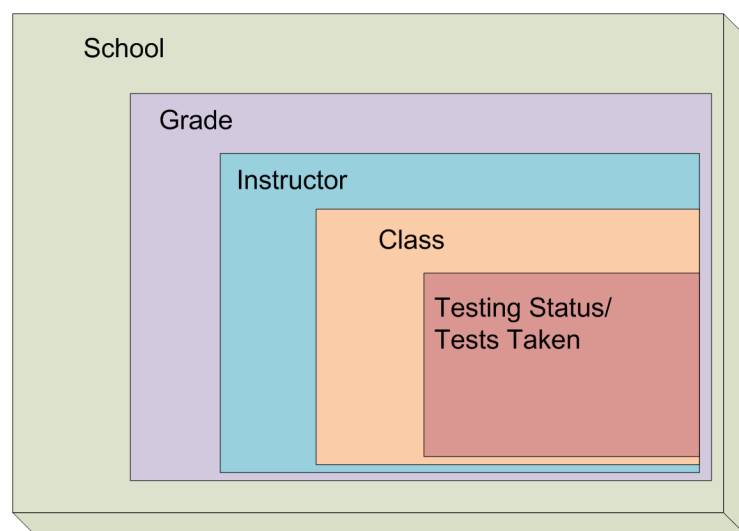 School
Grade
Instructor
Class
Testing Status/
Tests Taken